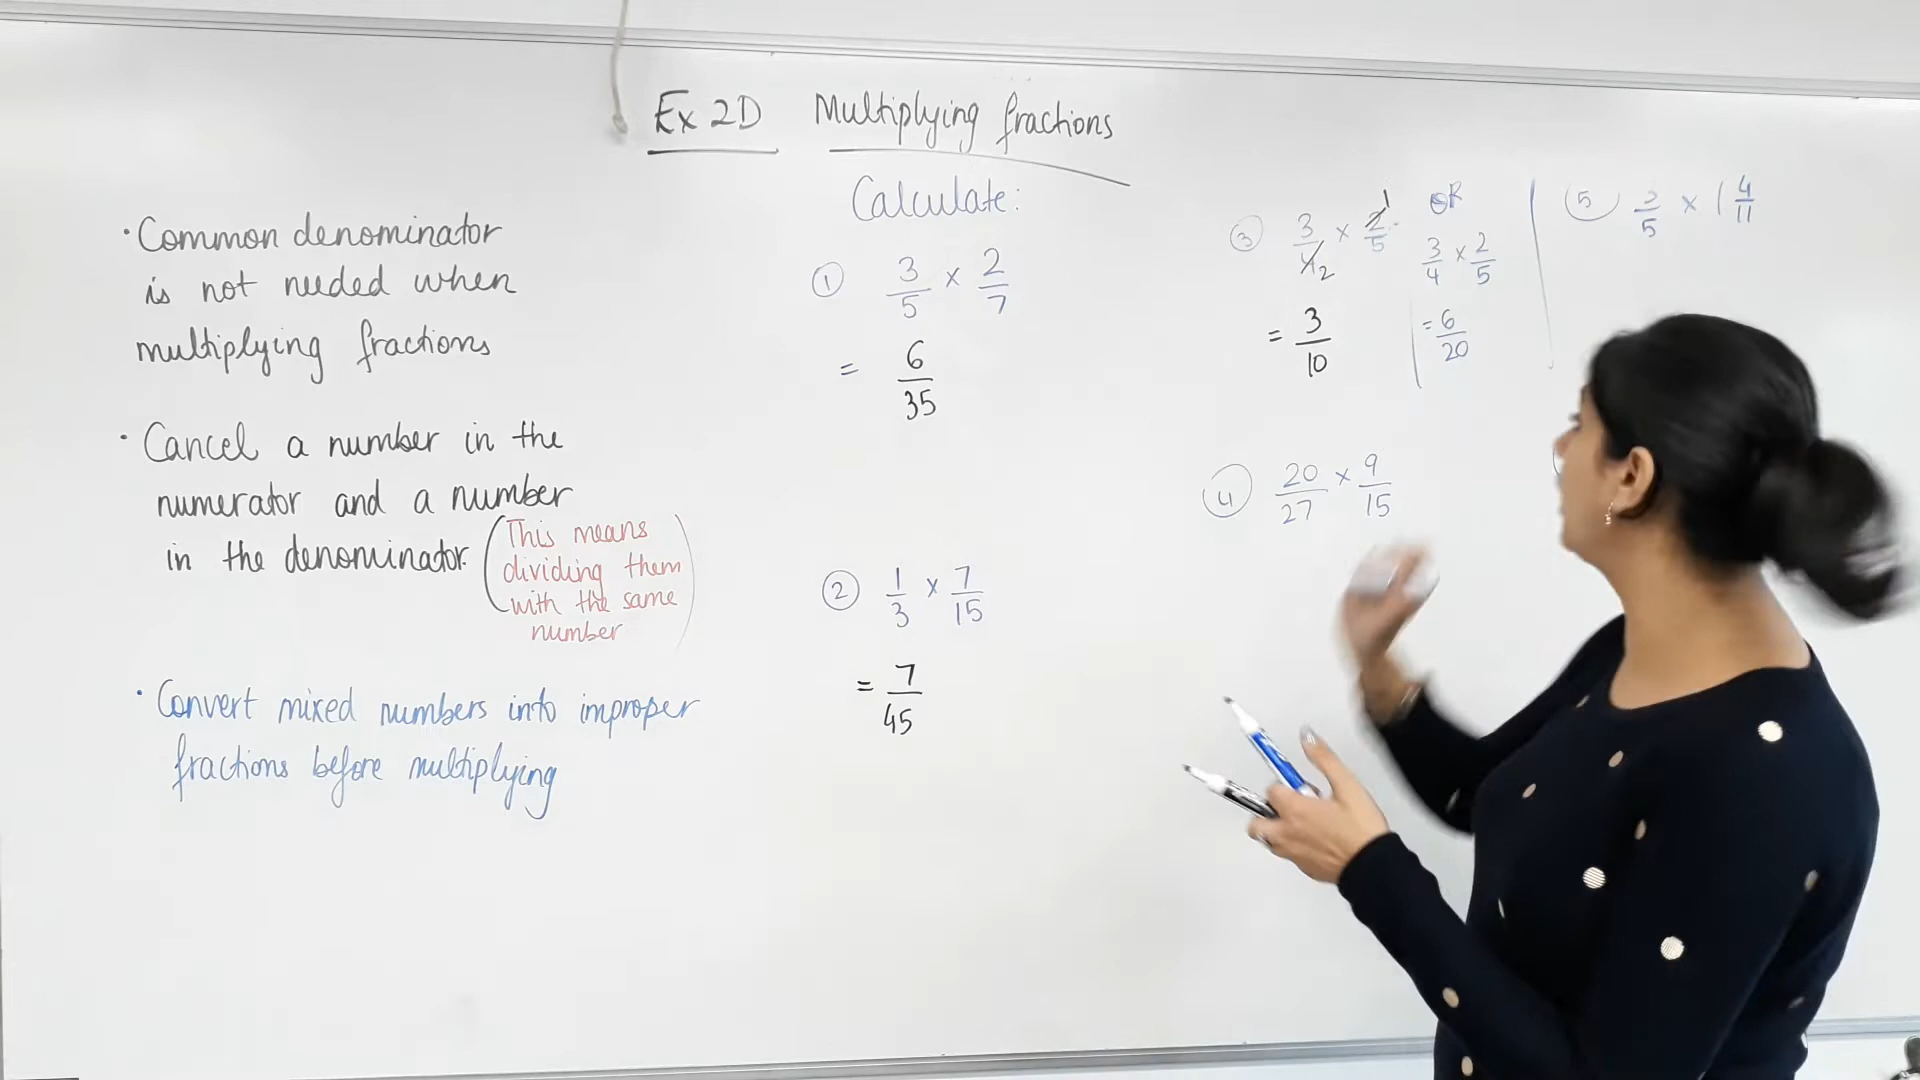 Ex 2D Multiplying fractions
• Common denominator
is not needed when
multiplying fractions
• Cancel a number in the
numerator and a number
in the denominator.
(This means
dividing them
with the same
number)
• Convert mixed numbers into improper
fractions before multiplying
Calculate:
① 3/5 × 2/7
= 6/35
② 1/3 × 7/15
= 7/45
③ 3/4 2 × 2 1/5
= 3/10
OR
3/4 × 2/5
= 6/20
④ 20/27 × 9/15
⑤ /5 × 1 4/11